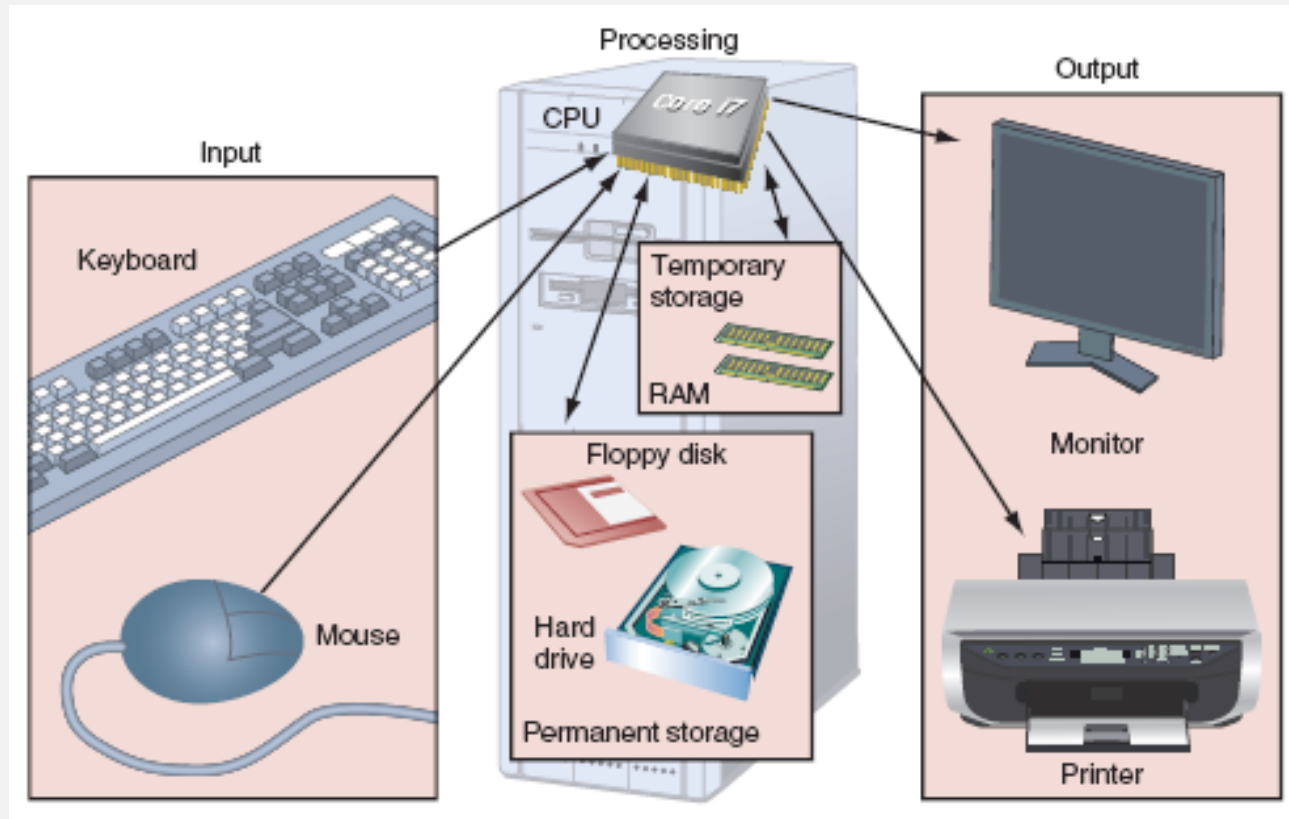 Processing
Output
CPU
Core i7
Input
Keyboard
Temporary
storage
RAM
Floppy disk
Monitor
Mouse
Hard
drive
Permanent storage
Printer